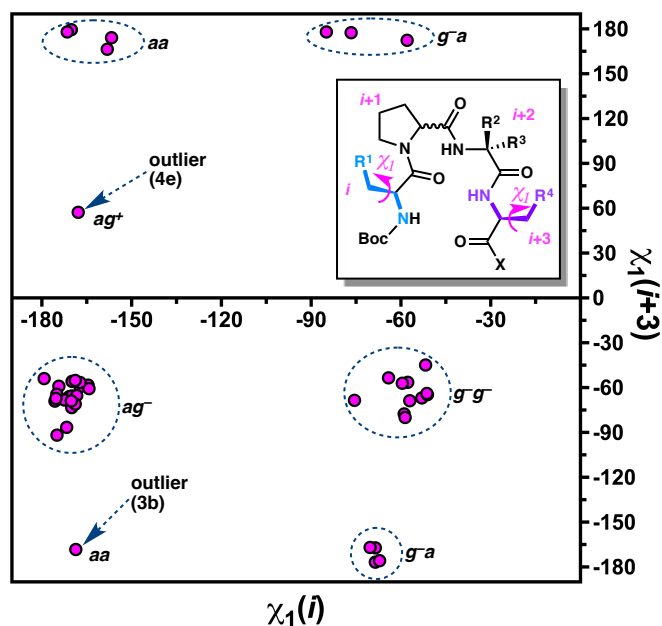 aa
g⁻a
180
150
120
90
60
30
0
-30
-60
-90
-120
-150
-180
χ₁(i+3)
outlier
(4e)
ag⁺
i+1
O
R²
i+2
R³
HN
N
R¹
χ₁
O
O
i
HN
χ₁
R⁴
NH
Boc
O
i+3
X
-180
-150
-120
-90
-60
-30
ag⁻
g⁻g⁻
outlier
(3b)
aa
g⁻a
χ₁(i)